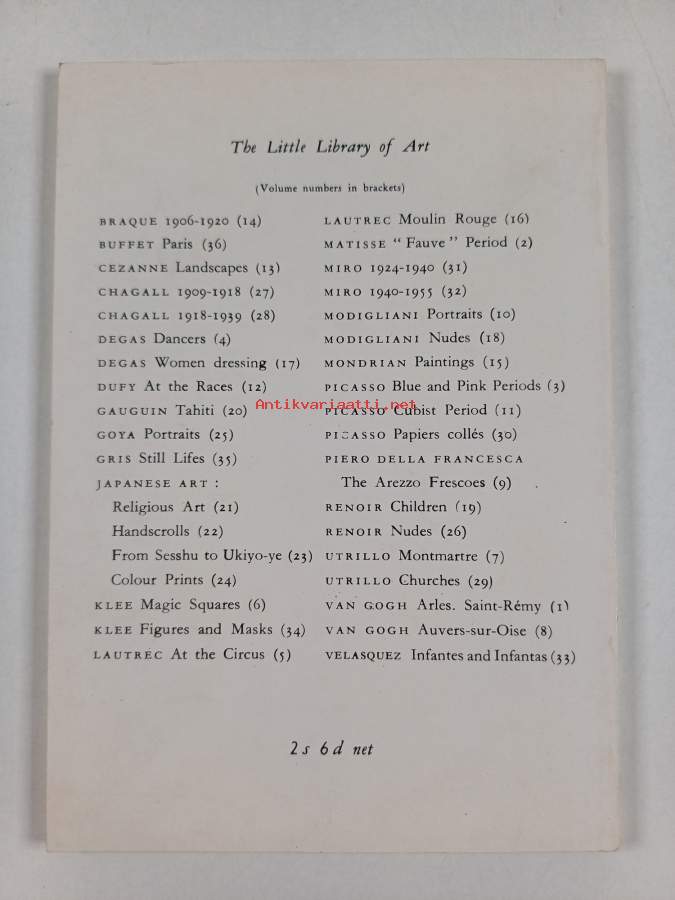 The Little Library of Art
(Volume numbers in brackets)
BRAQUE 1906-1920 (14)
BUFFET Paris (36)
CEZANNE Landscapes (13)
CHAGALL 1909-1918 (27)
CHAGALL 1918-1939 (28)
DEGAS Dancers (4)
DEGAS Women dressing (17)
DUFY At the Races (12)
GAUGUIN Tahiti (20)
GOYA Portraits (25)
GRIS Still Lifes (35)
JAPANESE ART :
Religious Art (21)
Handscrolls (22)
From Sesshu to Ukiyo-ye (23)
Colour Prints (24)
KLEE Magic Squares (6)
KLEE Figures and Masks (34)
LAUTREC At the Circus (5)
LAUTREC Moulin Rouge (16)
MATISSE "Fauve" Period (2)
MIRO 1924-1940 (31)
MIRO 1940-1955 (32)
MODIGLIANI Portraits (10)
MODIGLIANI Nudes (18)
MONDRIAN Paintings (15)
PICASSO Blue and Pink Periods (3)
PICASSO Cubist Period (11)
PICASSO Papiers collés (30)
PIERO DELLA FRANCESCA
The Arezzo Frescoes (9)
RENOIR Children (19)
RENOIR Nudes (26)
UTRILLO Montmartre (7)
UTRILLO Churches (29)
VAN GOGH Arles. Saint-Rémy (1)
VAN GOGH Auvers-sur-Oise (8)
VELASQUEZ Infantes and Infantas (33)
2s 6d net
Antikvariaatti.net